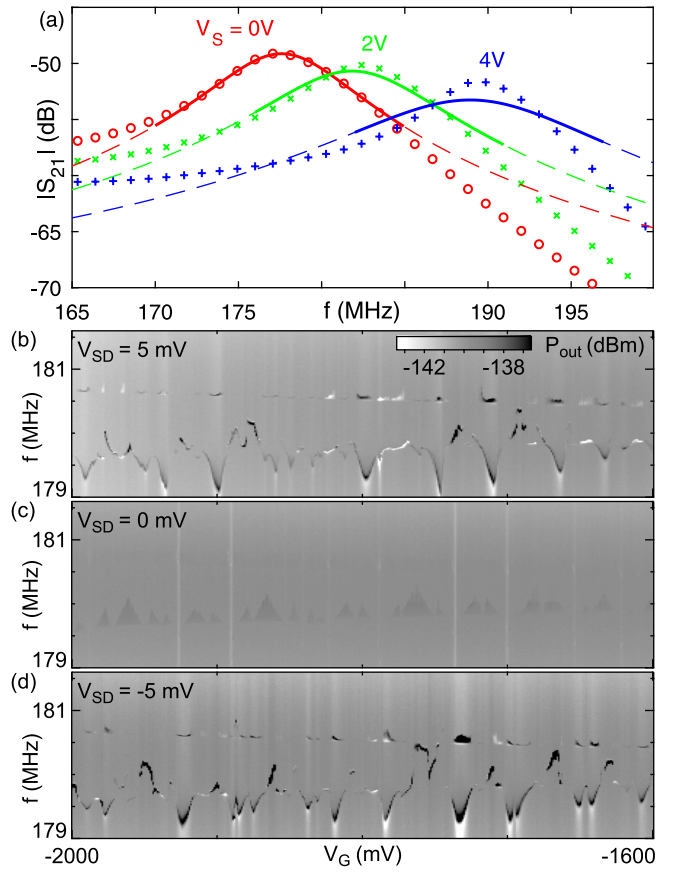 (a)
V_S = 0V
2V
4V
-50
-65
-70
|S_21| (dB)
165 170 175 f (MHz) 190 195
(b)
V_SD = 5 mV
P_out (dBm)
-142 -138
181
f (MHz)
179
(c)
V_SD = 0 mV
181
f (MHz)
179
(d)
V_SD = -5 mV
181
f (MHz)
179
-2000 V_G (mV) -1600